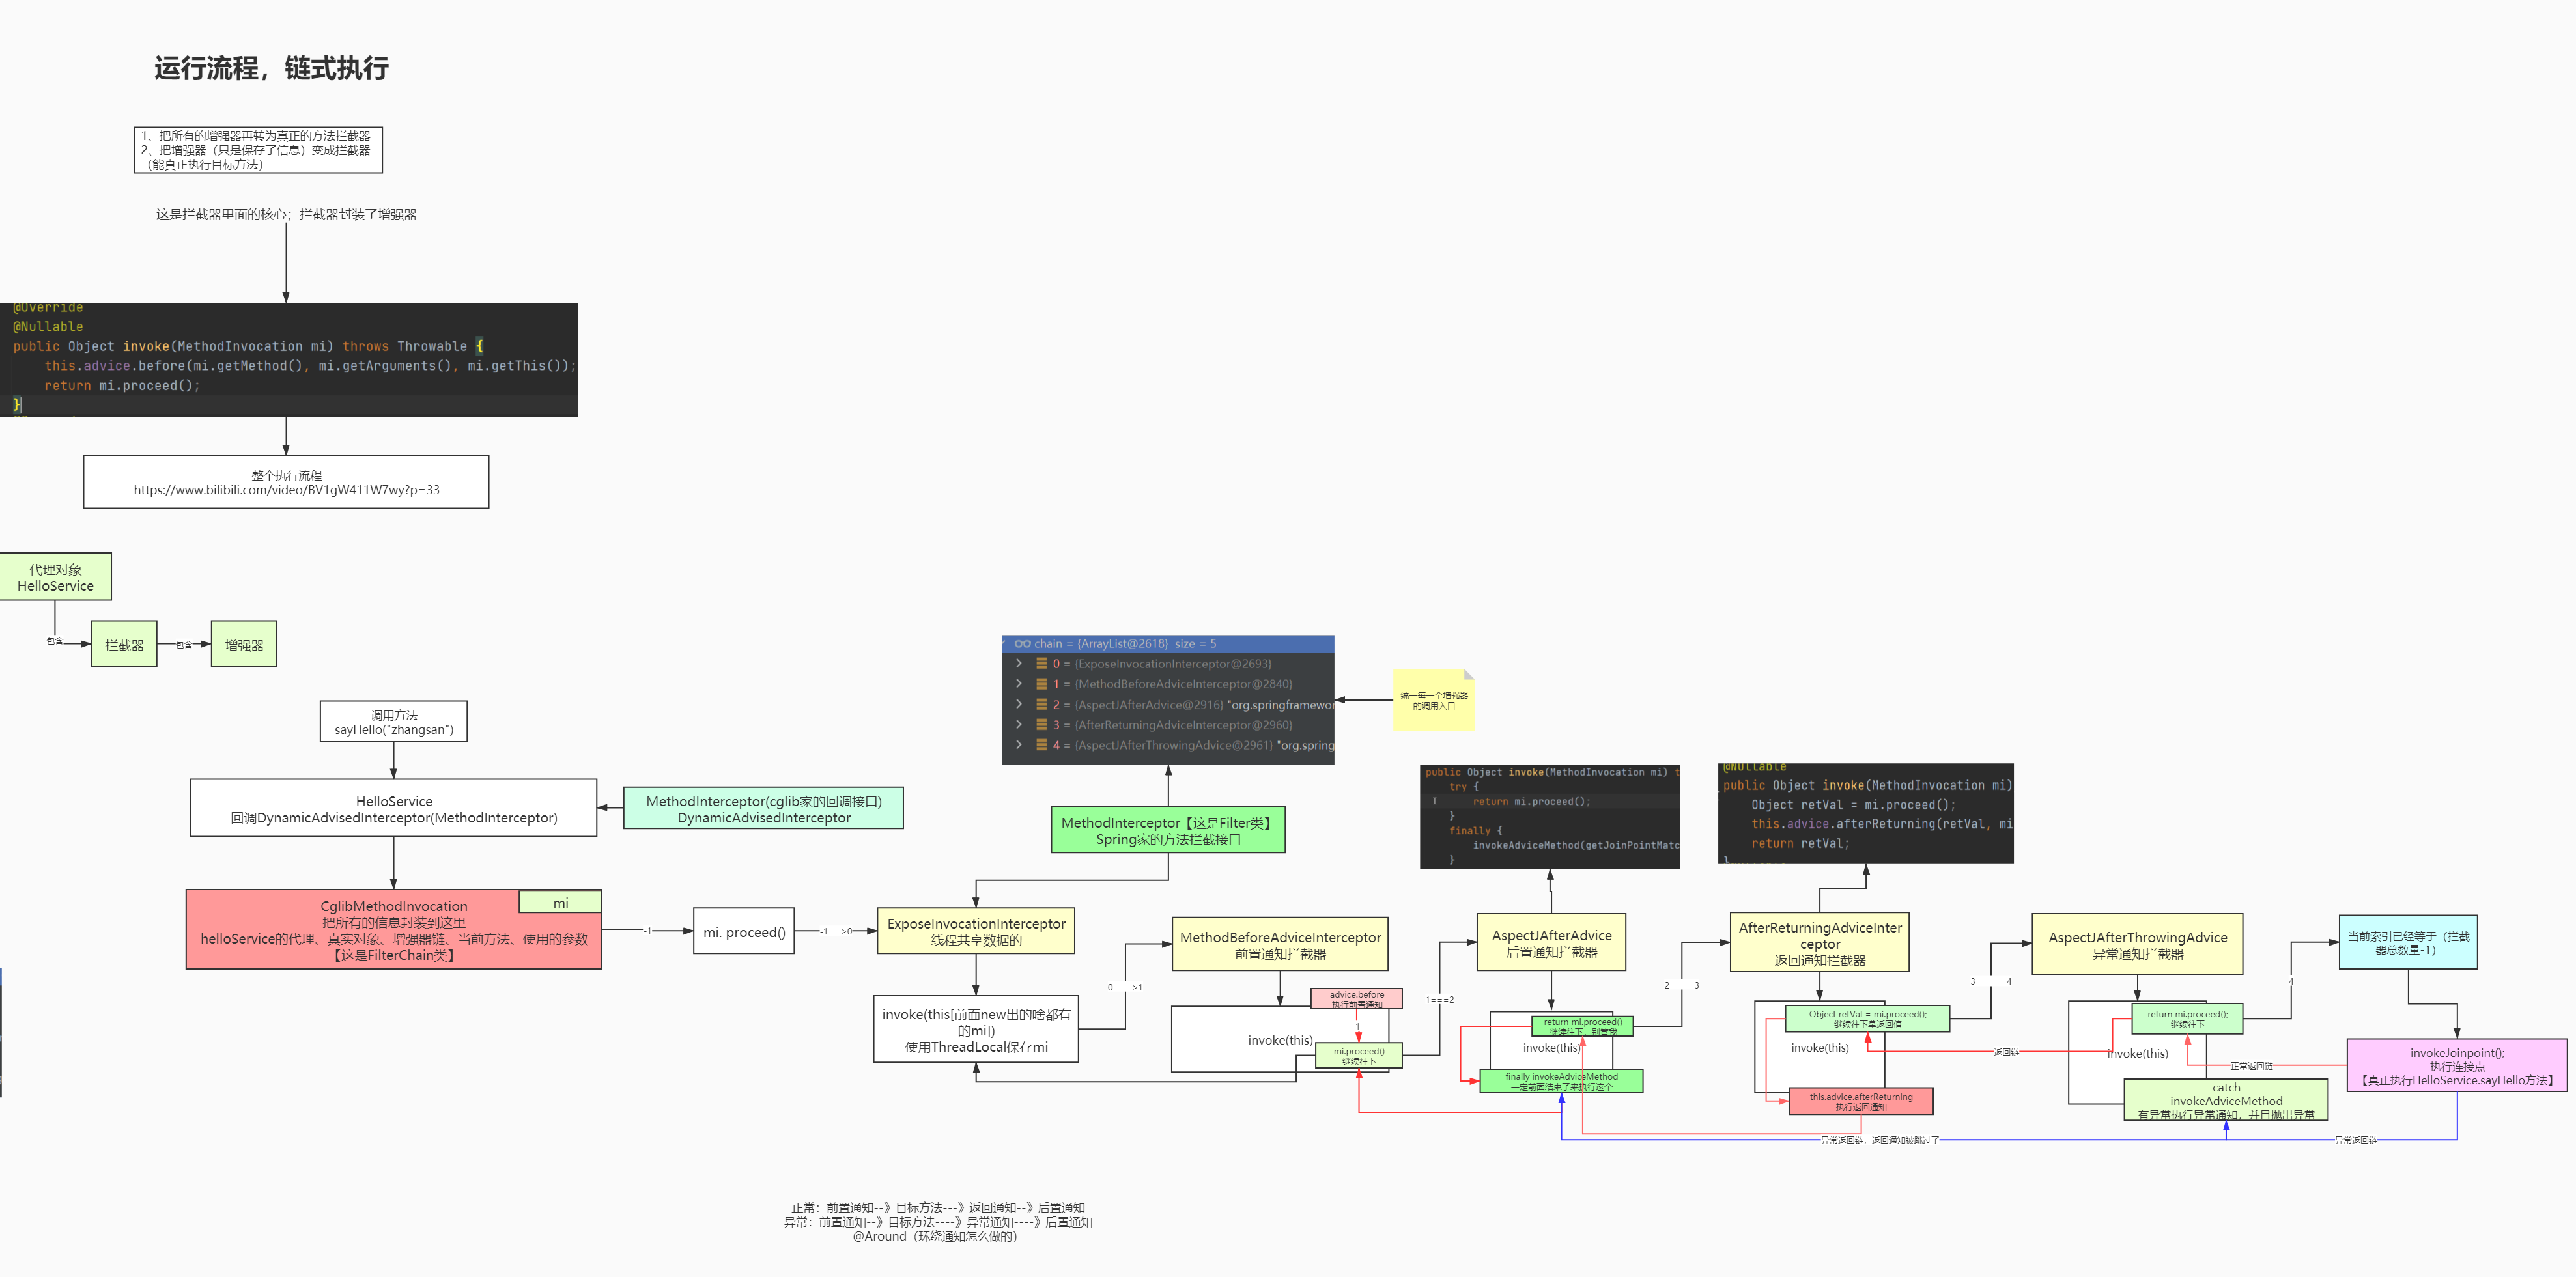 运行流程，链式执行
1、把所有的增强器再转为真正的方法拦截器
2、把增强器（只是保存了信息）变成拦截器
（能真正执行目标方法）
这是拦截器里面的核心；拦截器封装了增强器
@Override
@Nullable
public Object invoke(MethodInvocation mi) throws Throwable {
this.advice.before(mi.getMethod(), mi.getArguments(), mi.getThis());
return mi.proceed();
}
整个执行流程
https://www.bilibili.com/video/BV1gW411W7wy?p=33
代理对象
HelloService
包含
拦截器
包含
增强器
调用方法
sayHello("zhangsan")
HelloService
回调DynamicAdvisedInterceptor(MethodInterceptor)
MethodInterceptor(cglib家的回调接口)
DynamicAdvisedInterceptor
mi
CglibMethodInvocation
把所有的信息封装到这里
helloService的代理、真实对象、增强器链、当前方法、使用的参数
【这是FilterChain类】
-1
mi. proceed()
-1==>0
chain = {ArrayList@2618} size = 5
0 = {ExposeInvocationInterceptor@2693}
1 = {MethodBeforeAdviceInterceptor@2840}
2 = {AspectJAfterAdvice@2916} "org.springframewor
3 = {AfterReturningAdviceInterceptor@2960}
4 = {AspectJAfterThrowingAdvice@2961} "org.spring
统一每一个增强器
的调用入口
MethodInterceptor【这是Filter类】
Spring家的方法拦截接口
ExposeInvocationInterceptor
线程共享数据的
invoke(this[前面new出的啥都有
的mi])
使用ThreadLocal保存mi
0===>1
MethodBeforeAdviceInterceptor
前置通知拦截器
advice.before
执行前置通知
1
invoke(this)
mi.proceed()
继续往下
1===2
public Object invoke(MethodInvocation mi) t
try {
return mi.proceed();
}
finally {
invokeAdviceMethod(getJoinPointMatc
}
AspectJAfterAdvice
后置通知拦截器
return mi.proceed()
继续往下，别管我
invoke(this)
finally invokeAdviceMethod
一定前面结束了来执行这个
2====3
@Nullable
public Object invoke(MethodInvocation mi)
Object retVal = mi.proceed();
this.advice.afterReturning(retVal, mi
return retVal;
}
AfterReturningAdviceInter
ceptor
返回通知拦截器
Object retVal = mi.proceed();
继续往下拿返回值
invoke(this)
this.advice.afterReturning
执行返回通知
3=====4
AspectJAfterThrowingAdvice
异常通知拦截器
return mi.proceed();
继续往下
invoke(this)
返回链
catch
invokeAdviceMethod
有异常执行异常通知，并且抛出异常
4
当前索引已经等于（拦截
器总数量-1）
正常返回链
invokeJoinpoint();
执行连接点
【真正执行HelloService.sayHello方法】
异常返回链，返回通知被跳过了
异常返回链
正常：前置通知--》目标方法---》返回通知--》后置通知
异常：前置通知--》目标方法----》异常通知----》后置通知
@Around（环绕通知怎么做的）